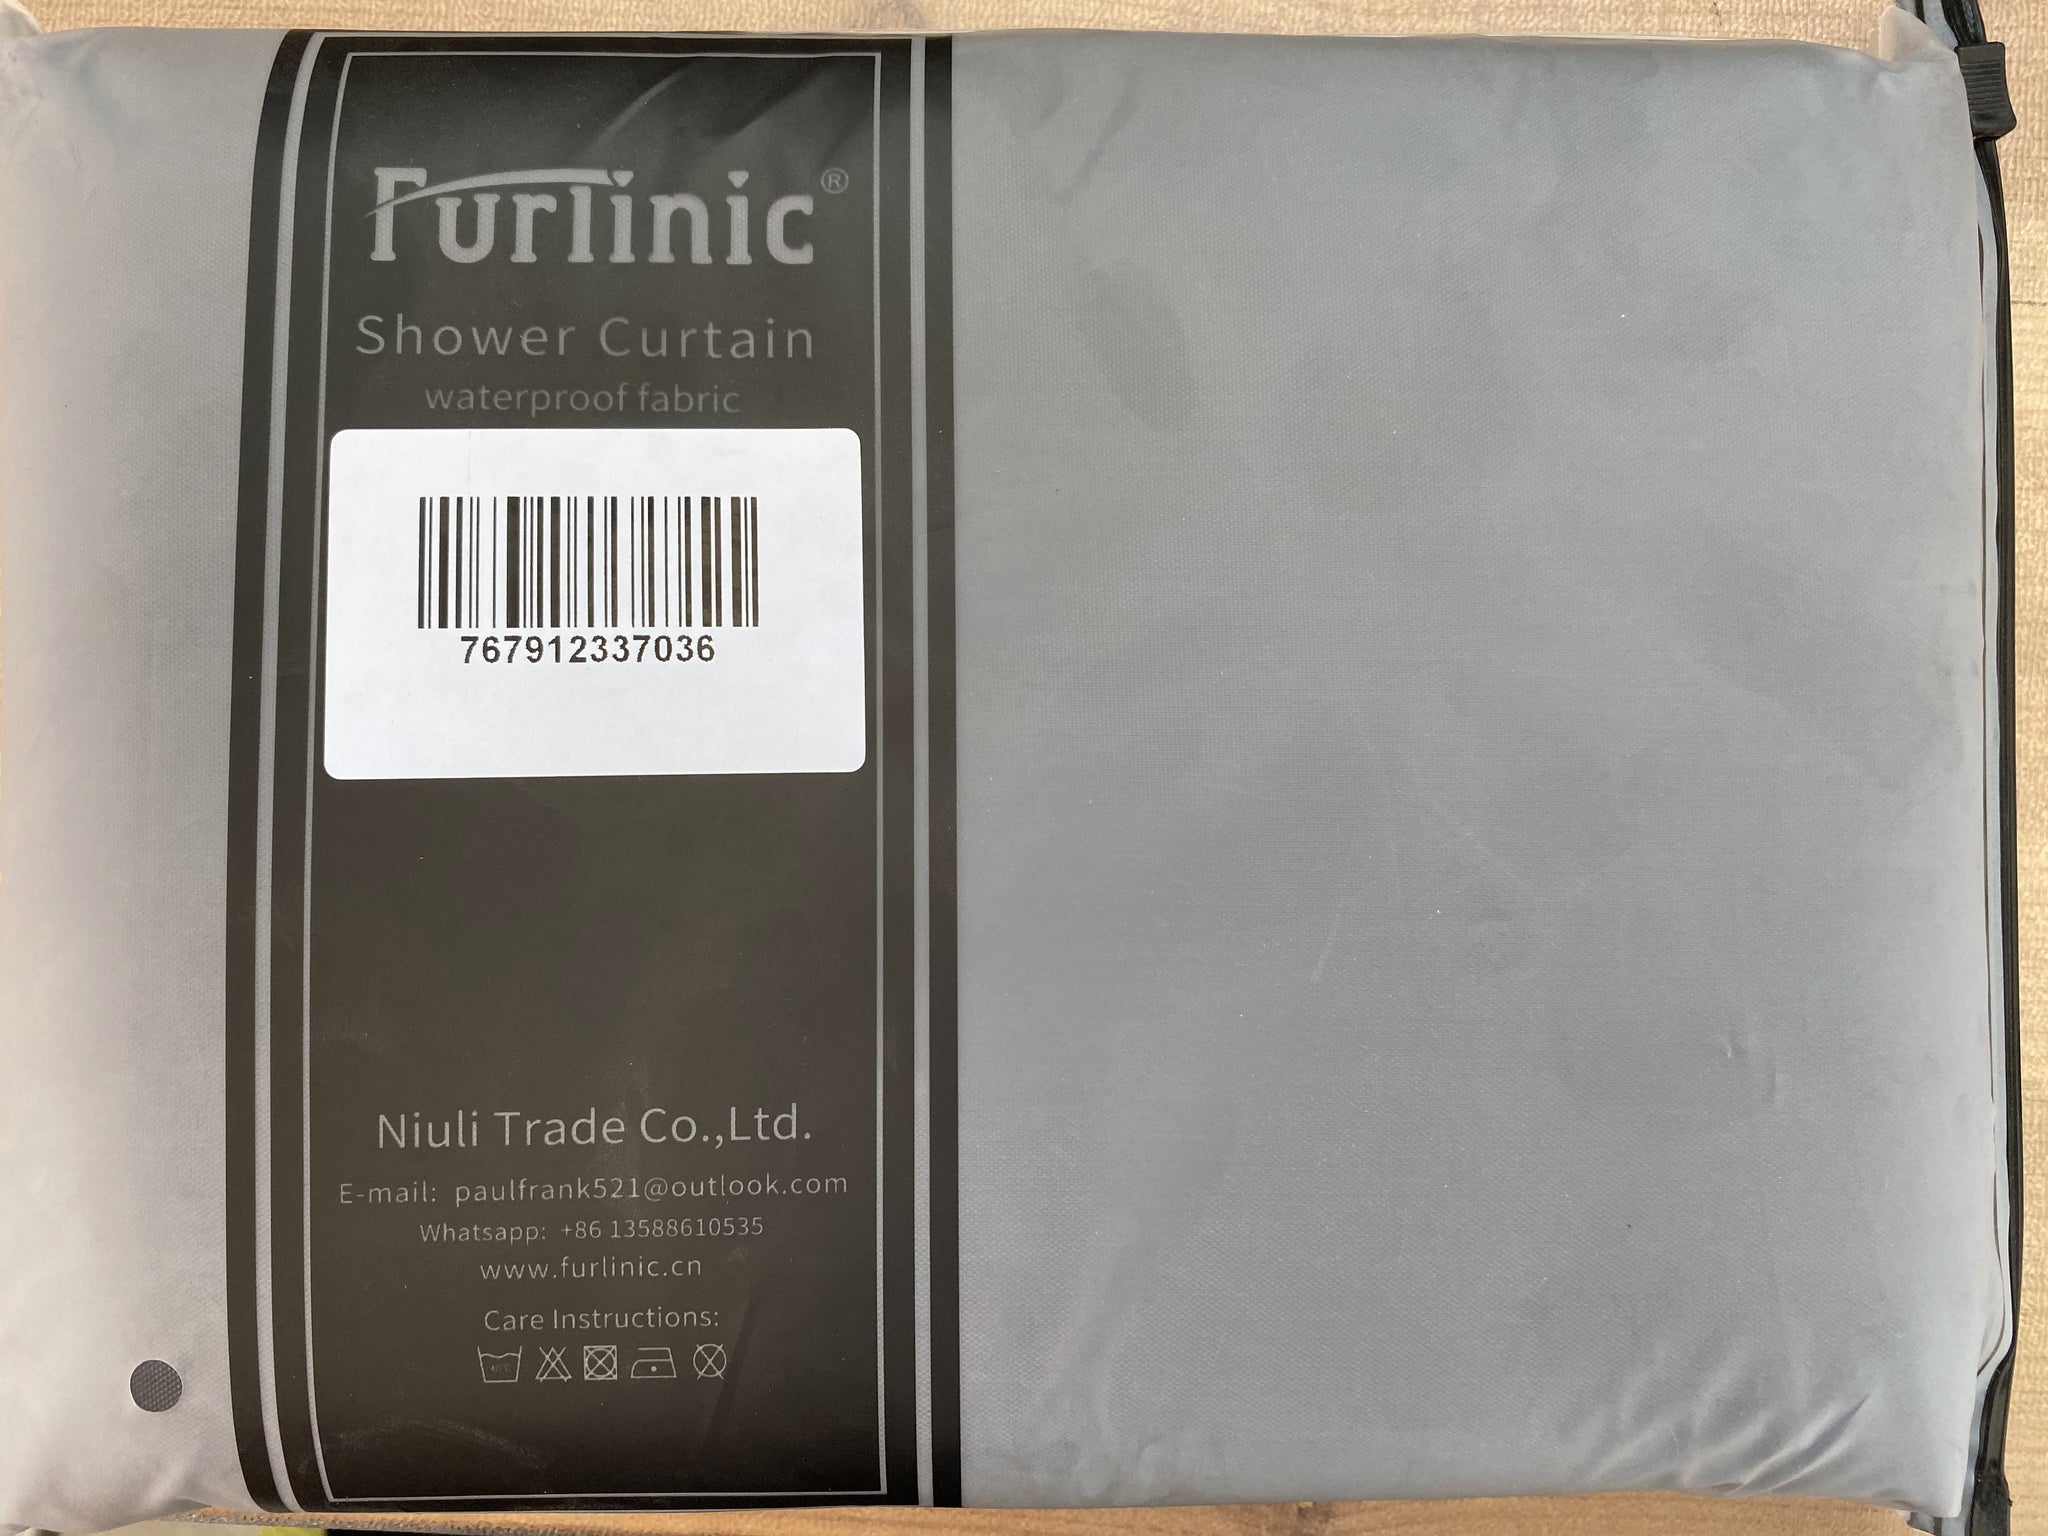 Furlinic®
Shower Curtain
waterproof fabric
767912337036
Niuli Trade Co.,Ltd.
E-mail: paulfrank521@outlook.com
Whatsapp: +86 13588610535
www.furlinic.cn
Care Instructions:
40°C